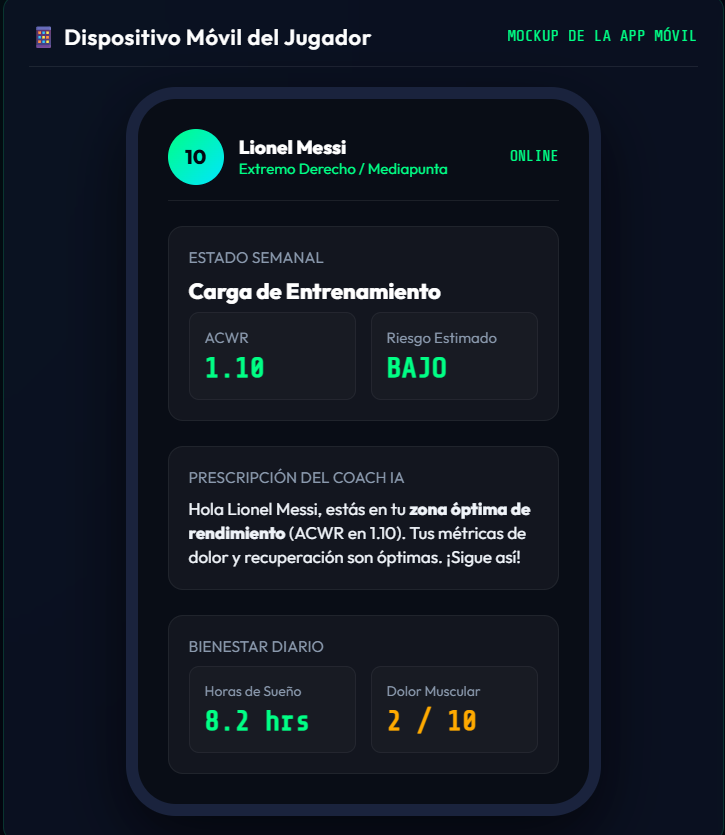 Dispositivo Móvil del Jugador
MOCKUP DE LA APP MÓVIL
10
Lionel Messi
Extremo Derecho / Mediapunta
ONLINE
ESTADO SEMANAL
Carga de Entrenamiento
ACWR
1.10
Riesgo Estimado
BAJO
PRESCRIPCIÓN DEL COACH IA
Hola Lionel Messi, estás en tu zona óptima de
rendimiento (ACWR en 1.10). Tus métricas de
dolor y recuperación son óptimas. ¡Sigue así!
BIENESTAR DIARIO
Horas de Sueño
8.2 hrs
Dolor Muscular
2 / 10